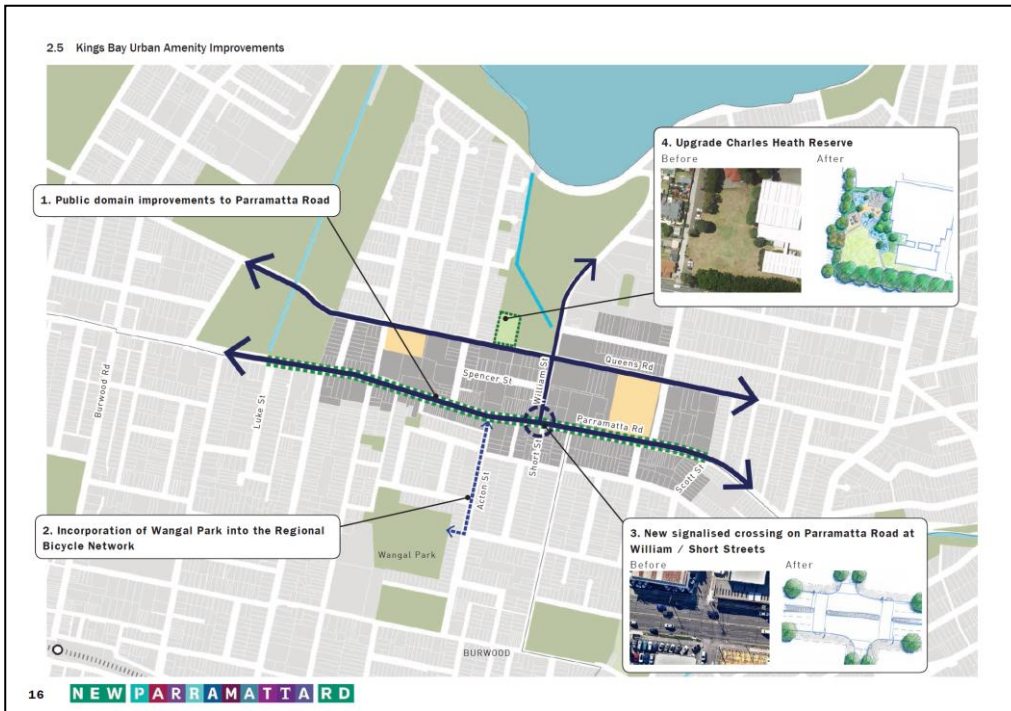 2.5 Kings Bay Urban Amenity Improvements
4. Upgrade Charles Heath Reserve
Before
After
1. Public domain improvements to Parramatta Road
Burwood Rd
Luke St
Spencer St
William St
Queens Rd
Parramatta Rd
Short St
Scott St
Acton St
2. Incorporation of Wangal Park into the Regional
Bicycle Network
Wangal Park
3. New signalised crossing on Parramatta Road at
William / Short Streets
Before
After
BURWOOD
16
NEW PARRAMATTA RD